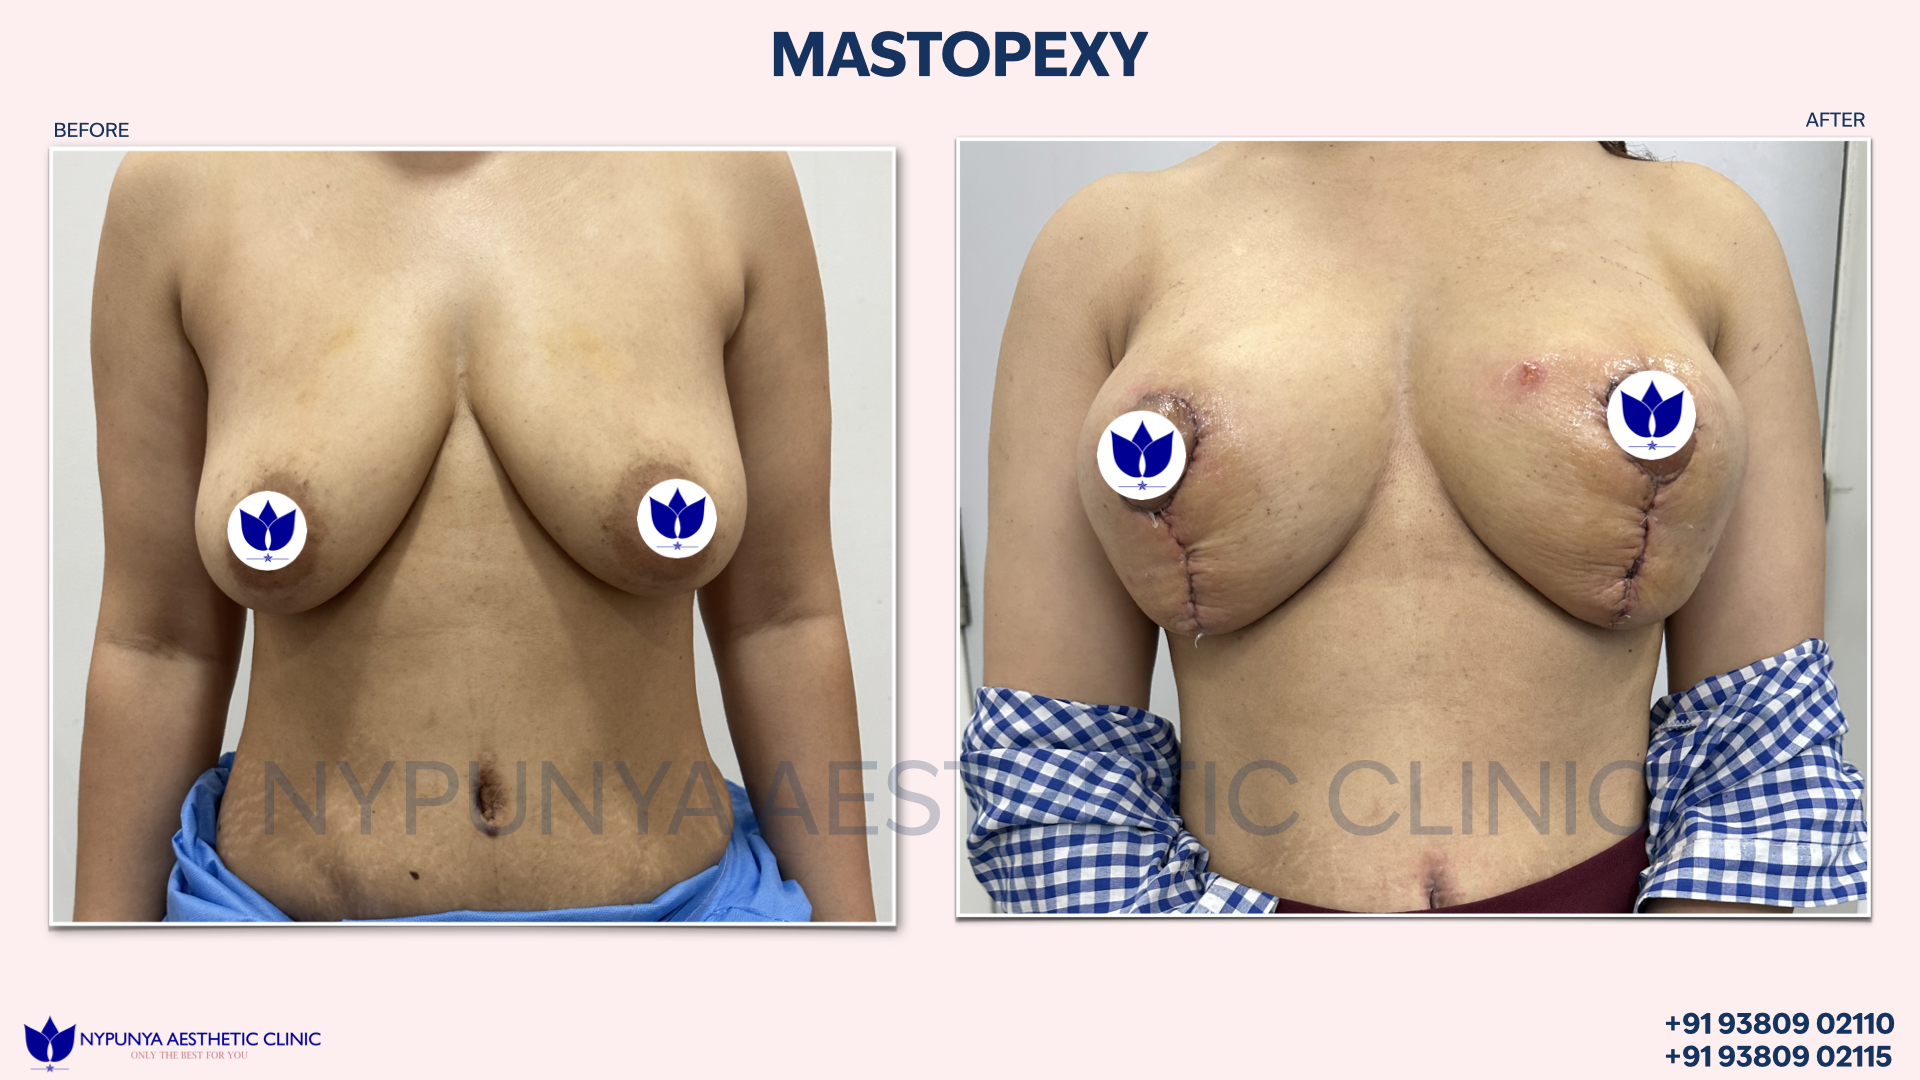 MASTOPEXY
BEFORE
AFTER
NYPUNYA AESTHETIC CLINIC
NYPUNYA AESTHETIC CLINIC
ONLY THE BEST FOR YOU
+91 93809 02110
+91 93809 02115